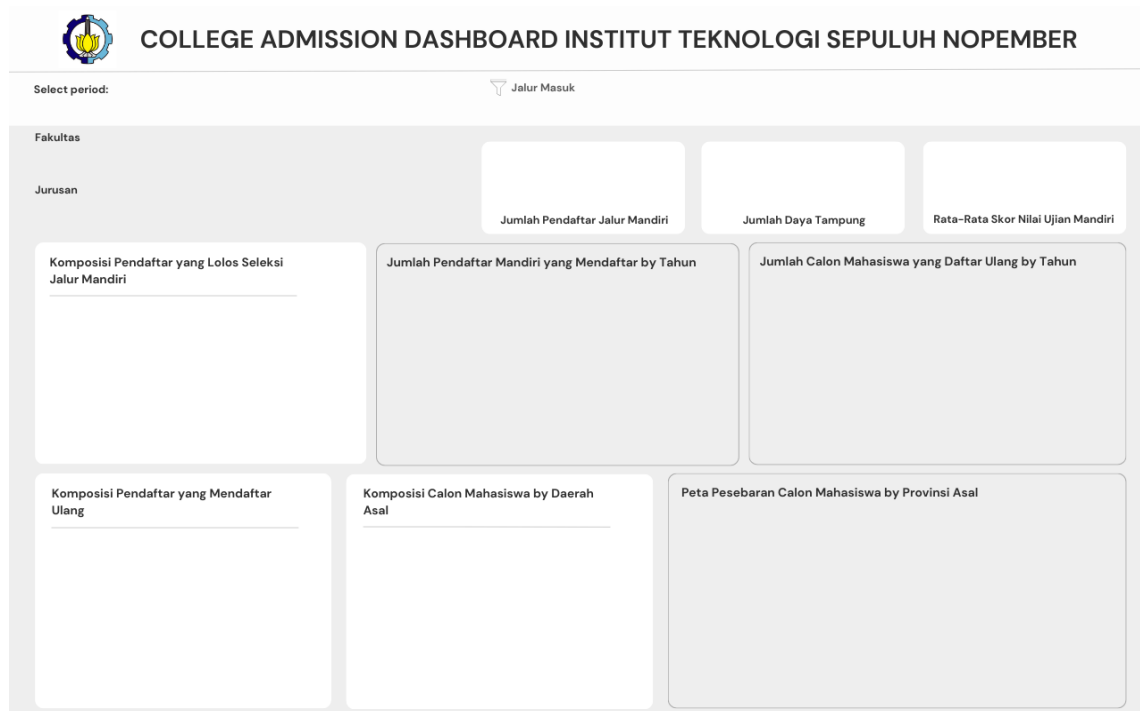 COLLEGE ADMISSION DASHBOARD INSTITUT TEKNOLOGI SEPULUH NOPEMBER
Select period:
Jalur Masuk
Fakultas
Jurusan
Jumlah Pendaftar Jalur Mandiri
Jumlah Daya Tampung
Rata-Rata Skor Nilai Ujian Mandiri
Komposisi Pendaftar yang Lolos Seleksi
Jalur Mandiri
Jumlah Pendaftar Mandiri yang Mendaftar by Tahun
Jumlah Calon Mahasiswa yang Daftar Ulang by Tahun
Komposisi Pendaftar yang Mendaftar
Ulang
Komposisi Calon Mahasiswa by Daerah
Asal
Peta Pesebaran Calon Mahasiswa by Provinsi Asal